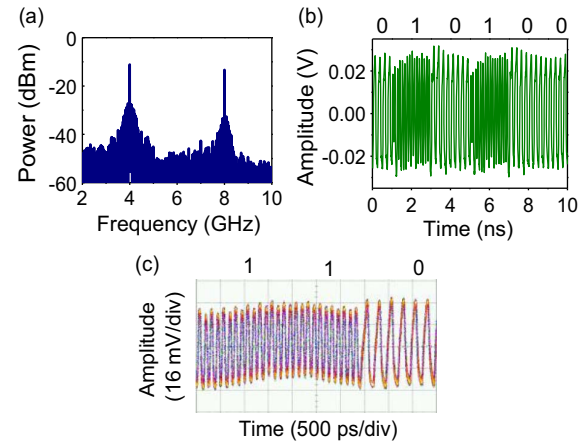 (a)
0
-20
-40
-60
Power (dBm)
2 4 6 8 10
Frequency (GHz)
(b)
0 1 0 1 0 0
0.02
0.00
-0.02
Amplitude (V)
0 2 4 6 8 10
Time (ns)
(c)
1 1 0
Amplitude
(16 mV/div)
Time (500 ps/div)